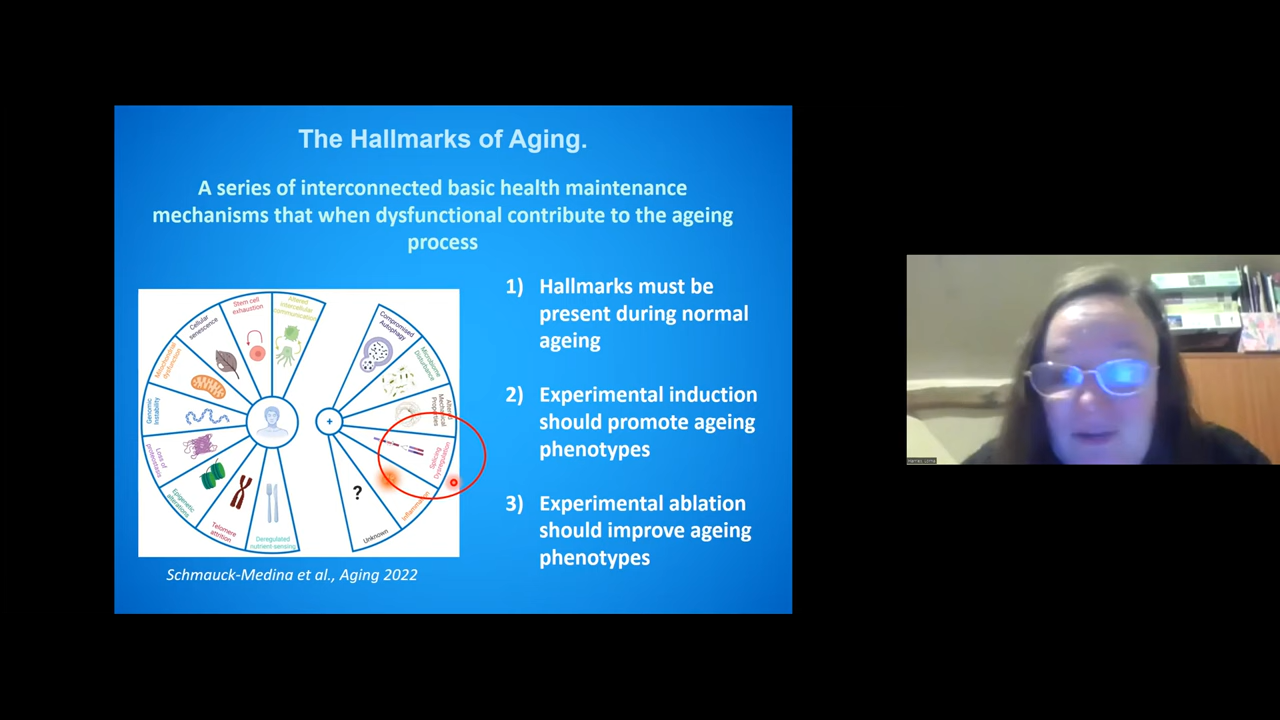 The Hallmarks of Aging.
A series of interconnected basic health maintenance
mechanisms that when dysfunctional contribute to the ageing
process
Stem cell
exhaustion
Altered
intercellular
communication
Cellular
senescence
Mitochondrial
dysfunction
Genomic
Instability
Loss of
proteostasis
Epigenetic
alterations
Telomere
attrition
Deregulated
nutrient-sensing
Compromised
Autophagy
Microbiome
Disturbance
Altered
Mechanical
Properties
Splicing
Dysregulation
Inflammation
Unknown
?
+
1) Hallmarks must be
present during normal
ageing
2) Experimental induction
should promote ageing
phenotypes
3) Experimental ablation
should improve ageing
phenotypes
Schmauck-Medina et al., Aging 2022